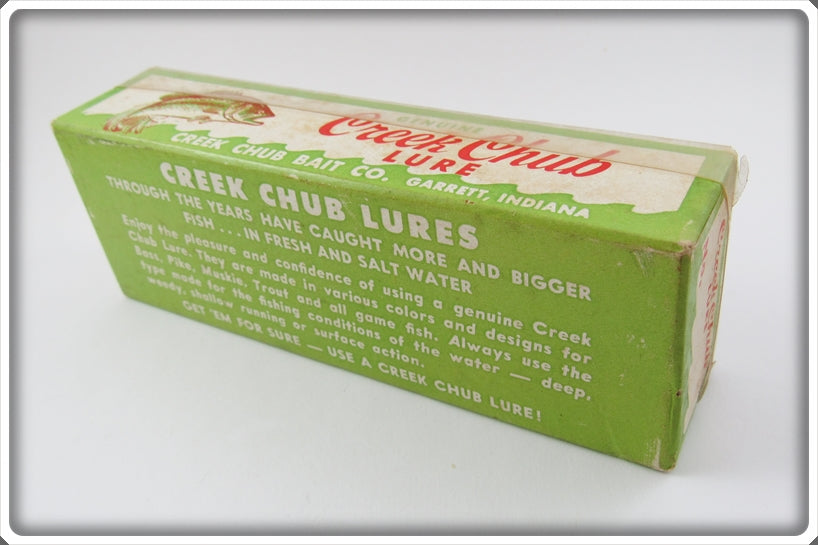 GENUINE
Creek Chub
LURE
CREEK CHUB BAIT CO. GARRETT, INDIANA
CREEK CHUB LURES
THROUGH THE YEARS HAVE CAUGHT MORE AND BIGGER
FISH . . . IN FRESH AND SALT WATER
Enjoy the pleasure and confidence of using a genuine Creek
Chub Lure. They are made in various colors and designs for
Bass, Pike, Muskie, Trout and all game fish. Always use the
type made for the fishing conditions of the water — deep,
weedy, shallow running or surface action.
GET 'EM FOR SURE — USE A CREEK CHUB LURE!